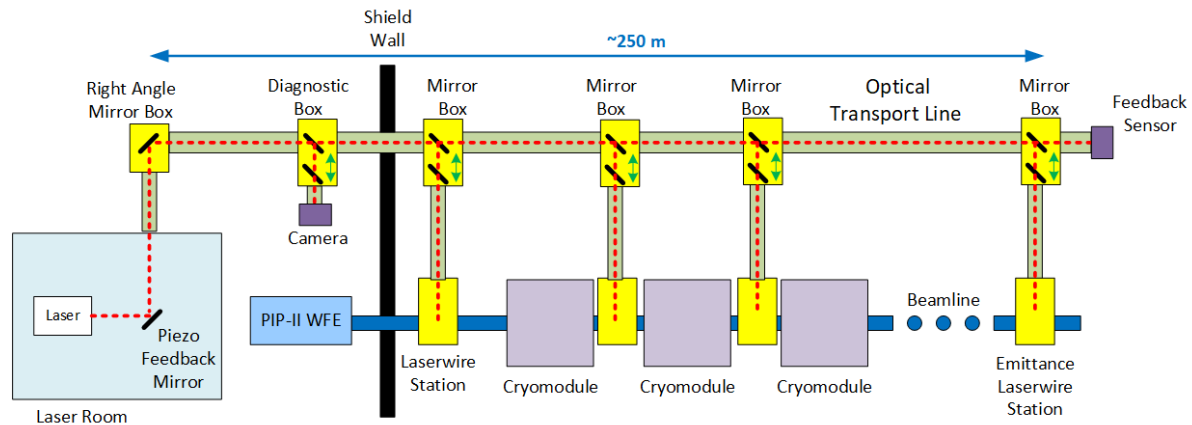 Shield
Wall
~250 m
Right Angle
Mirror Box
Diagnostic
Box
Mirror
Box
Mirror
Box
Mirror
Box
Optical
Transport Line
Mirror
Box
Feedback
Sensor
Camera
Laser
Piezo
Feedback
Mirror
Laser Room
PIP-II WFE
Laserwire
Station
Cryomodule
Cryomodule
Cryomodule
Beamline
Emittance
Laserwire
Station